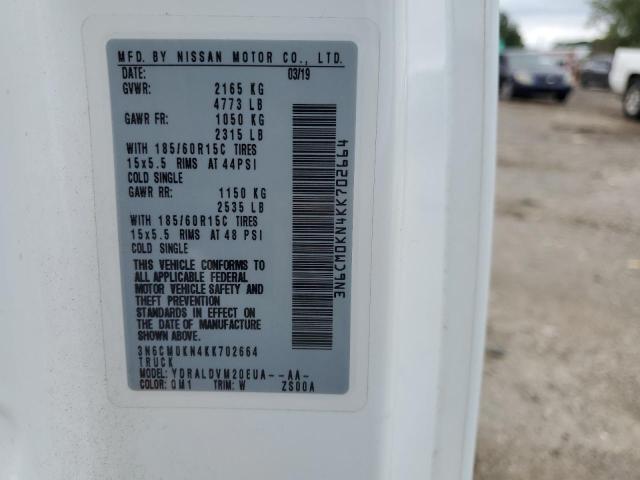 MFD. BY NISSAN MOTOR CO., LTD.
DATE: 03/19
GVWR: 2165 KG
4773 LB
GAWR FR: 1050 KG
2315 LB
WITH 185/60R15C TIRES
15x5.5 RIMS AT 44PSI
COLD SINGLE
GAWR RR: 1150 KG
2535 LB
WITH 185/60R15C TIRES
15x5.5 RIMS AT 48 PSI
COLD SINGLE
THIS VEHICLE CONFORMS TO
ALL APPLICABLE FEDERAL
MOTOR VEHICLE SAFETY AND
THEFT PREVENTION
STANDARDS IN EFFECT ON
THE DATE OF MANUFACTURE
SHOWN ABOVE.
3N6CM0KN4KK702664
TRUCK
MODEL: YDRALDVM20EUA--AA-
COLOR: QM1 TRIM: W ZS00A
3N6CM0KN4KK702664